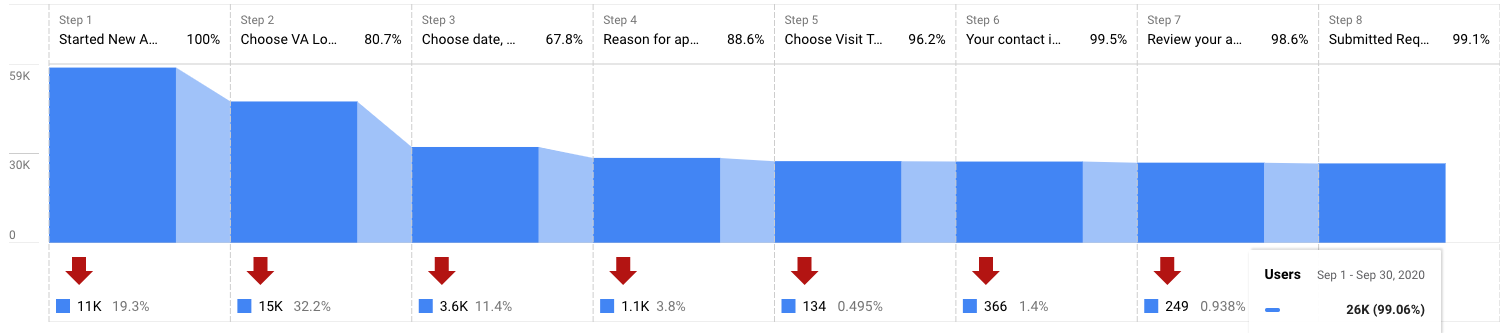 Step 1 Step 2 Step 3 Step 4 Step 5 Step 6 Step 7 Step 8
Started New A... 100% Choose VA Lo... 80.7% Choose date, ... 67.8% Reason for ap... 88.6% Choose Visit T... 96.2% Your contact i... 99.5% Review your a... 98.6% Submitted Req... 99.1%
59K
30K
0
11K 19.3% 15K 32.2% 3.6K 11.4% 1.1K 3.8% 134 0.495% 366 1.4% 249 0.938%
Users Sep 1 - Sep 30, 2020
26K (99.06%)